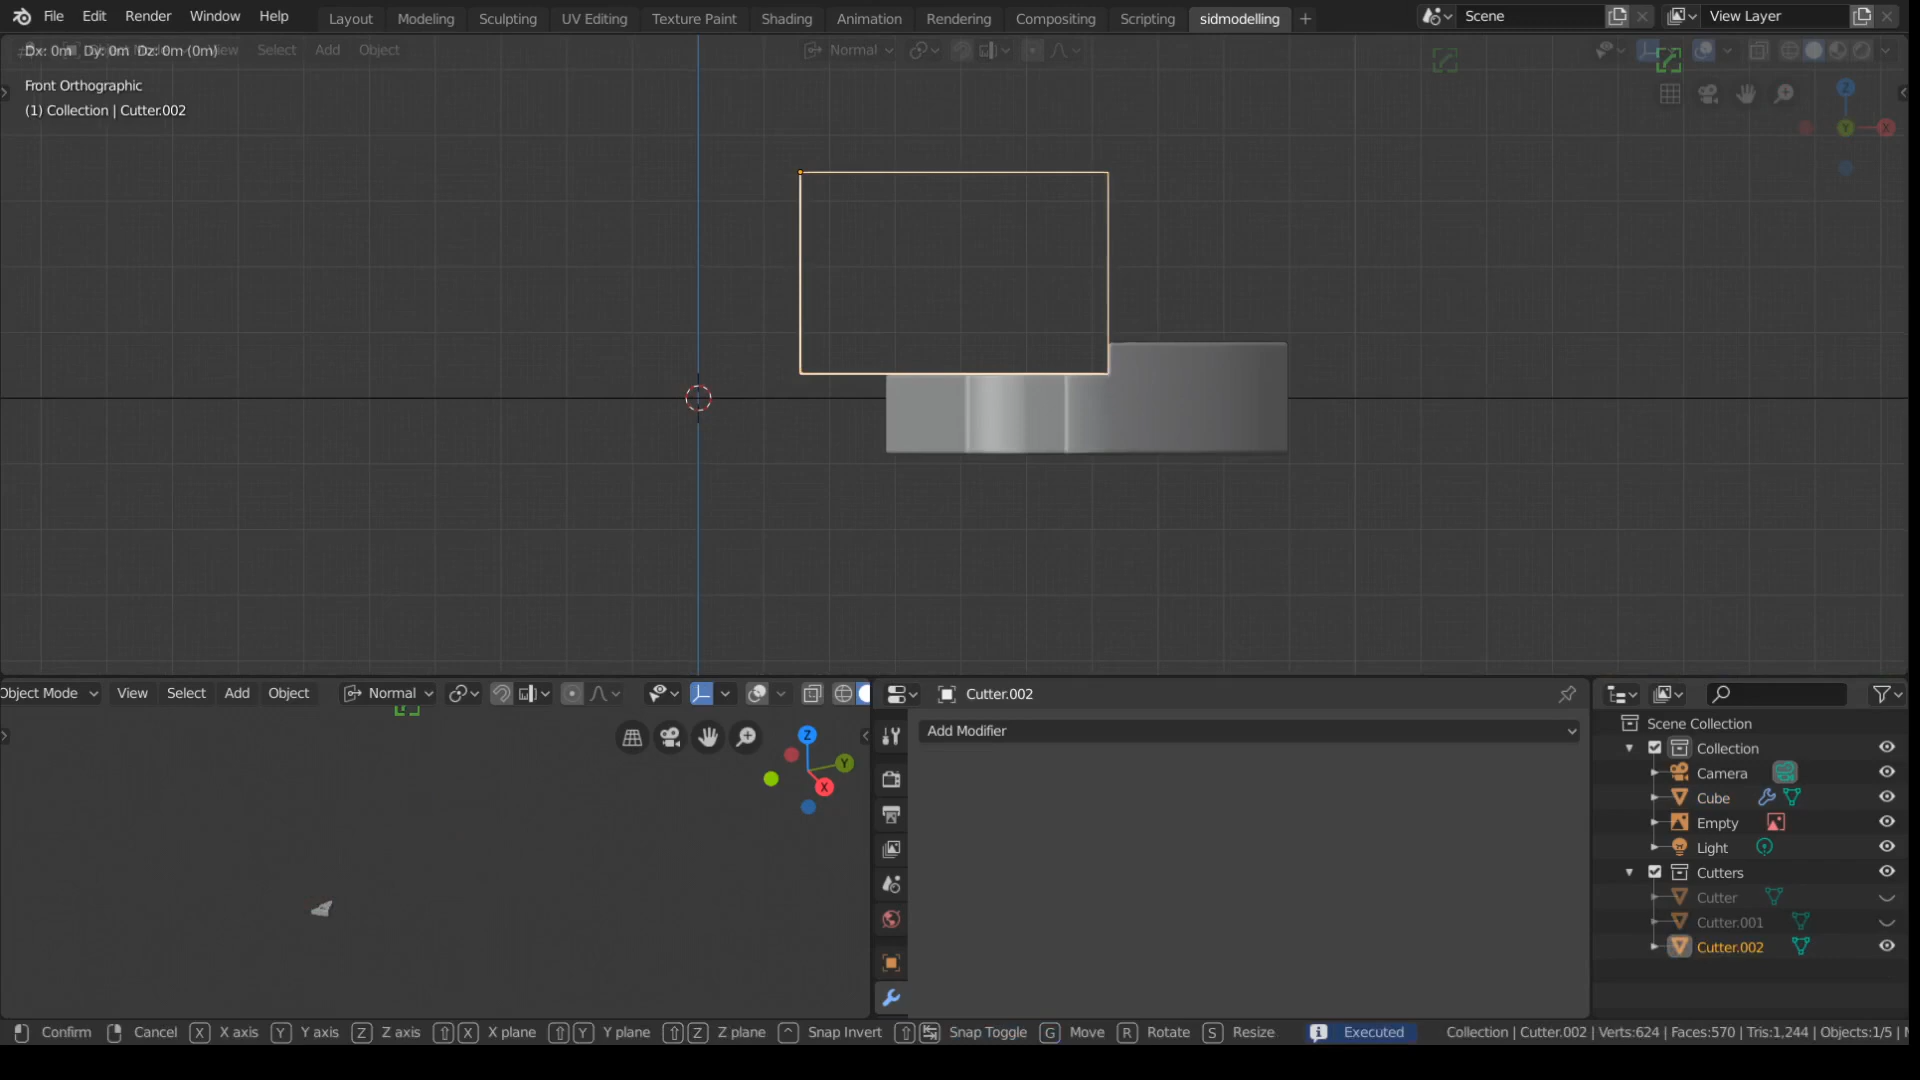 File Edit Render Window Help Layout Modeling Sculpting UV Editing Texture Paint Shading Animation Rendering Compositing Scripting sidmodelling + Scene View Layer
Dx: 0m Dy: 0m Dz: 0m (0m) View Select Add Object Normal
Front Orthographic
(1) Collection | Cutter.002
Z
Y
X
Object Mode View Select Add Object Normal
Z
Y
X
Cutter.002
Add Modifier
Scene Collection
Collection
Camera
Cube
Empty
Light
Cutters
Cutter
Cutter.001
Cutter.002
Confirm Cancel X X axis Y Y axis Z Z axis X X plane Y Y plane Z Z plane ^ Snap Invert Snap Toggle G Move R Rotate S Resize Executed Collection | Cutter.002 | Verts:624 | Faces:570 | Tris:1,244 | Objects:1/5 |